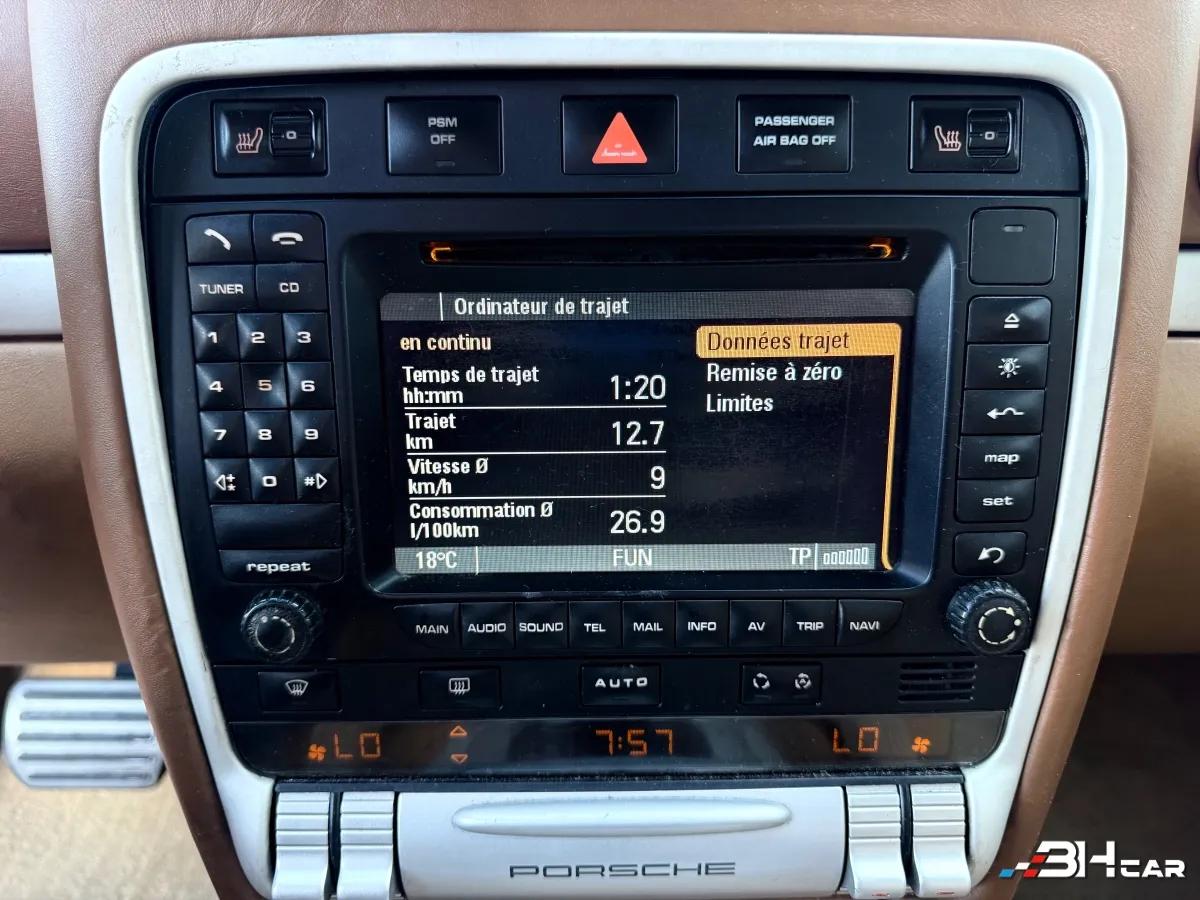 PSM
OFF
PASSENGER
AIR BAG OFF
TUNER
CD
1 2 3
4 5 6
7 8 9
* 0 #
repeat
Ordinateur de trajet
en continu
Temps de trajet
hh:mm 1:20
Trajet
km 12.7
Vitesse Ø
km/h 9
Consommation Ø
l/100km 26.9
Données trajet
Remise à zéro
Limites
18°C FUN TP
map
set
MAIN AUDIO SOUND TEL MAIL INFO AV TRIP NAVI
AUTO
LO 7:57 LO
PORSCHE
3HCAR